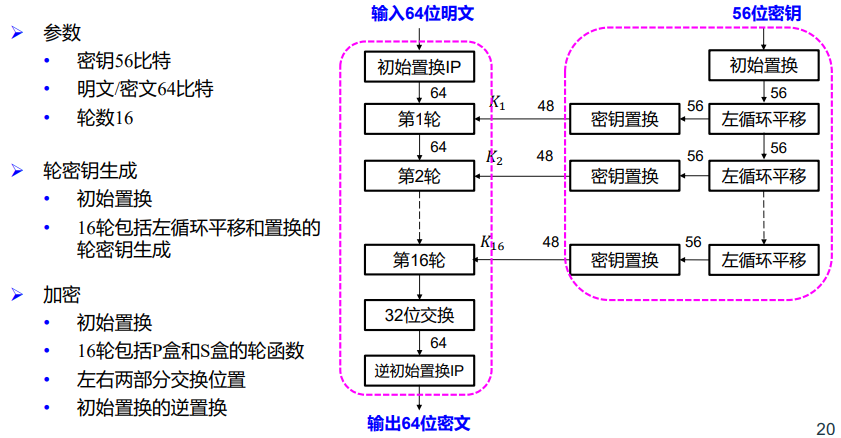 参数
密钥56比特
明文/密文64比特
轮数16
轮密钥生成
初始置换
16轮包括左循环平移和置换的
轮密钥生成
加密
初始置换
16轮包括P盒和S盒的轮函数
左右两部分交换位置
初始置换的逆置换
输入64位明文
初始置换IP
64
第1轮
64
第2轮
第16轮
32位交换
64
逆初始置换IP
输出64位密文
56位密钥
初始置换
56
K₁ 48 密钥置换 56 左循环平移
56
K₂ 48 密钥置换 56 左循环平移
K₁₆ 48 密钥置换 56 左循环平移
20